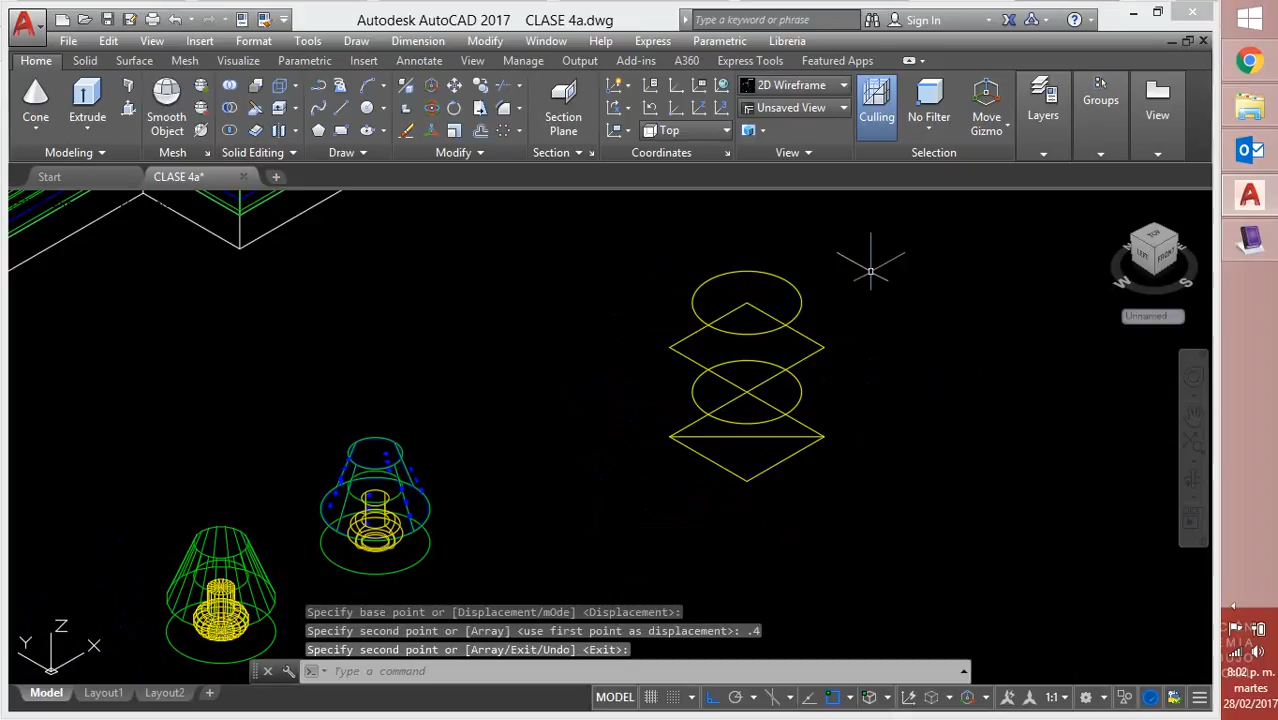 Autodesk AutoCAD 2017 CLASE 4a.dwg
Type a keyword or phrase
Sign In
File Edit View Insert Format Tools Draw Dimension Modify Window Help Express Parametric Libreria
Home Solid Surface Mesh Visualize Parametric Insert Annotate View Manage Output Add-ins A360 Express Tools Featured Apps
2D Wireframe
Unsaved View
Top
Cone
Extrude
Smooth
Object
Section
Plane
Culling
No Filter
Move
Gizmo
Layers
Groups
View
Modeling Mesh Solid Editing Draw Modify Section Coordinates View Selection
Start
CLASE 4a*
TOP
LEFT
FRONT
W
S
Unnamed
Specify base point or [Displacement/mOde] <Displacement>:
Specify second point or [Array] <use first point as displacement>: .4
Specify second point or [Array/Exit/Undo] <Exit>:
Type a command
Z
Y
X
Model Layout1 Layout2
MODEL
1:1
8:02 p. m.
martes
28/02/2017